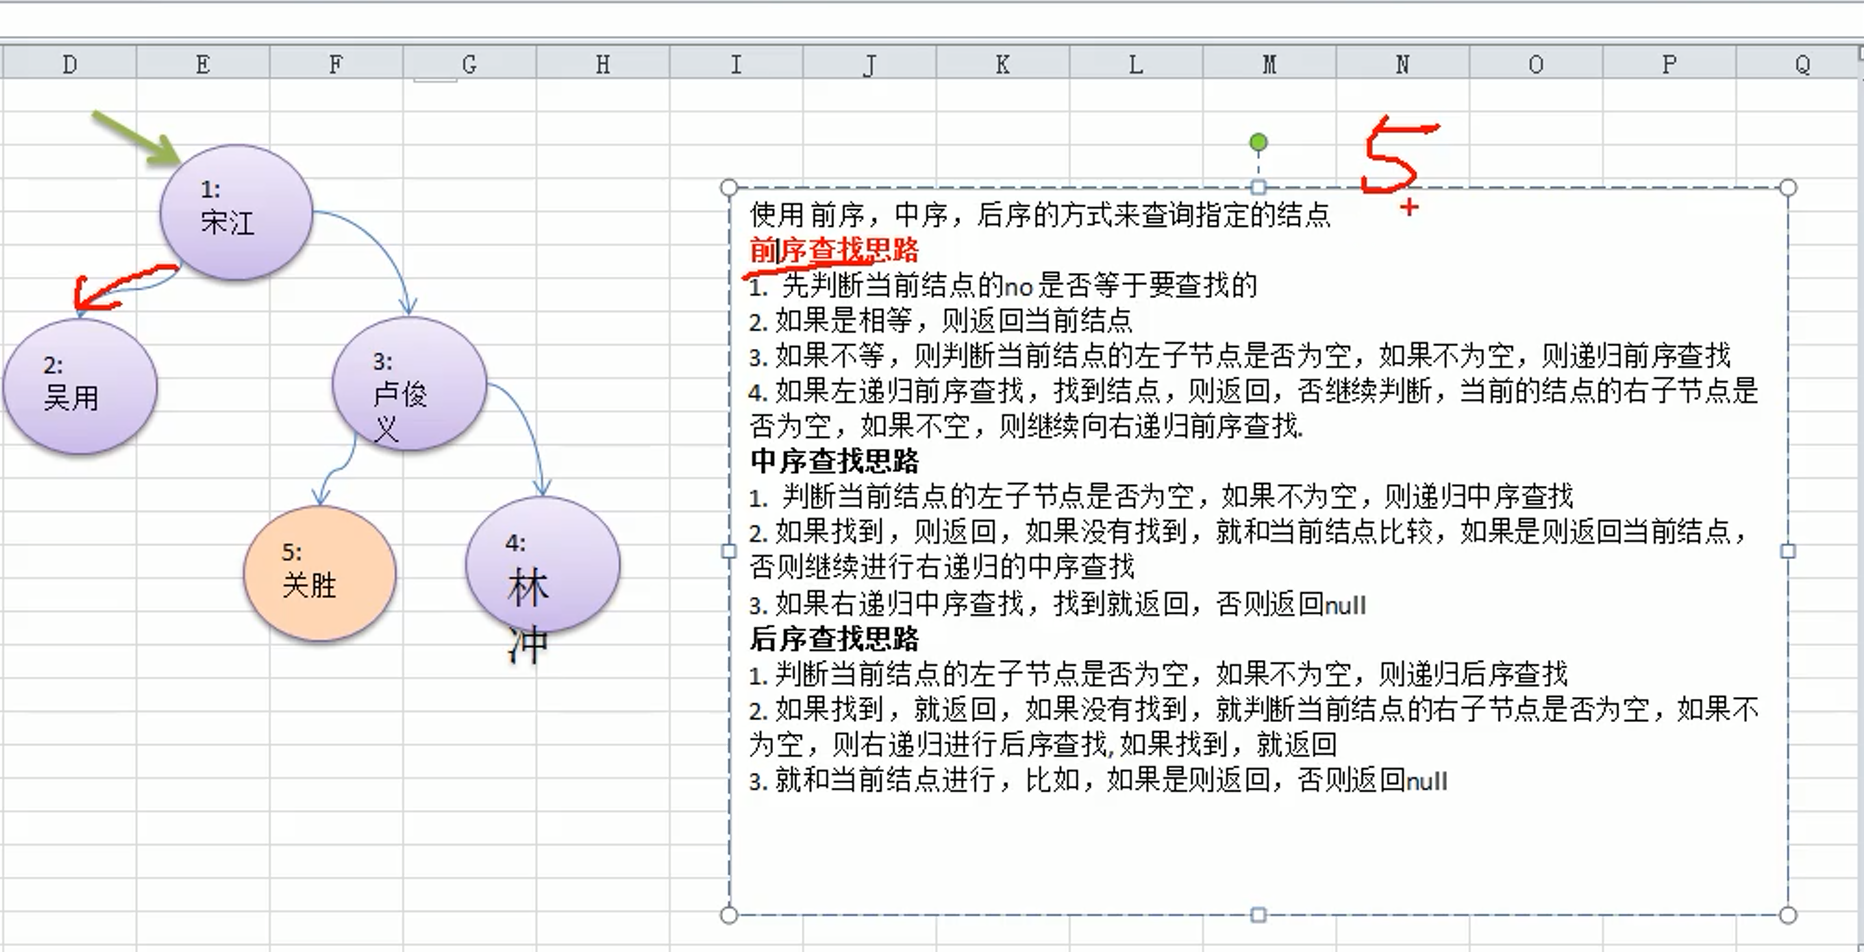 D E F G H I J K L M N O P Q
5
1:
宋江
2:
吴用
3:
卢俊
义
5:
关胜
4:
林
冲
使用 前序，中序，后序的方式来查询指定的结点
前序查找思路
1. 先判断当前结点的no 是否等于要查找的
2. 如果是相等，则返回当前结点
3. 如果不等，则判断当前结点的左子节点是否为空，如果不为空，则递归前序查找
4. 如果左递归前序查找，找到结点，则返回，否继续判断，当前的结点的右子节点是
否为空，如果不空，则继续向右递归前序查找.
中序查找思路
1. 判断当前结点的左子节点是否为空，如果不为空，则递归中序查找
2. 如果找到，则返回，如果没有找到，就和当前结点比较，如果是则返回当前结点，
否则继续进行右递归的中序查找
3. 如果右递归中序查找，找到就返回，否则返回null
后序查找思路
1. 判断当前结点的左子节点是否为空，如果不为空，则递归后序查找
2. 如果找到，就返回，如果没有找到，就判断当前结点的右子节点是否为空，如果不
为空，则右递归进行后序查找, 如果找到，就返回
3. 就和当前结点进行，比如，如果是则返回，否则返回null